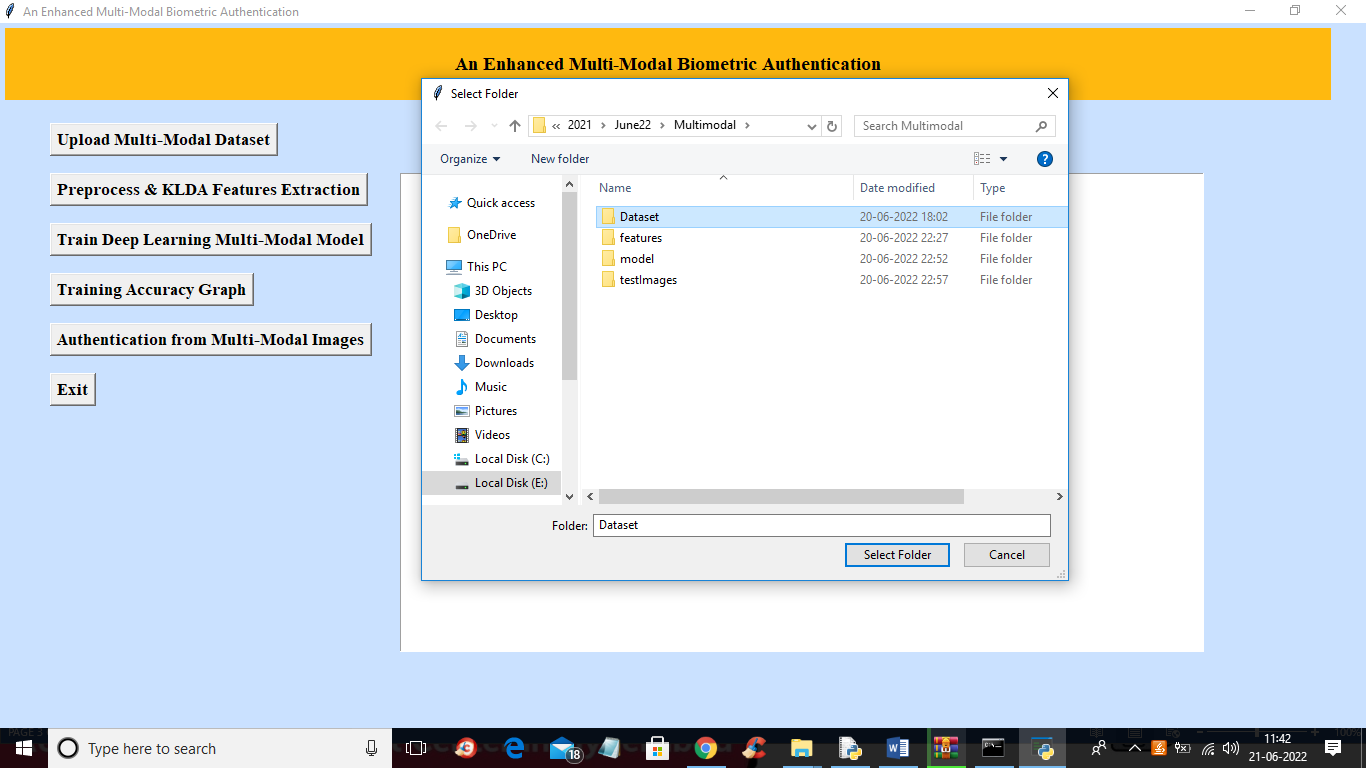 An Enhanced Multi-Modal Biometric Authentication
An Enhanced Multi-Modal Biometric Authentication
Upload Multi-Modal Dataset
Preprocess & KLDA Features Extraction
Train Deep Learning Multi-Modal Model
Training Accuracy Graph
Authentication from Multi-Modal Images
Exit
Select Folder
« 2021 › June22 › Multimodal ›
Search Multimodal
Organize
New folder
?
Quick access
OneDrive
This PC
3D Objects
Desktop
Documents
Downloads
Music
Pictures
Videos
Local Disk (C:)
Local Disk (E:)
Name Date modified Type
Dataset 20-06-2022 18:02 File folder
features 20-06-2022 22:27 File folder
model 20-06-2022 22:52 File folder
testImages 20-06-2022 22:57 File folder
Folder: Dataset
Select Folder
Cancel
PAGE 3
100%
Type here to search
18
11:42
21-06-2022